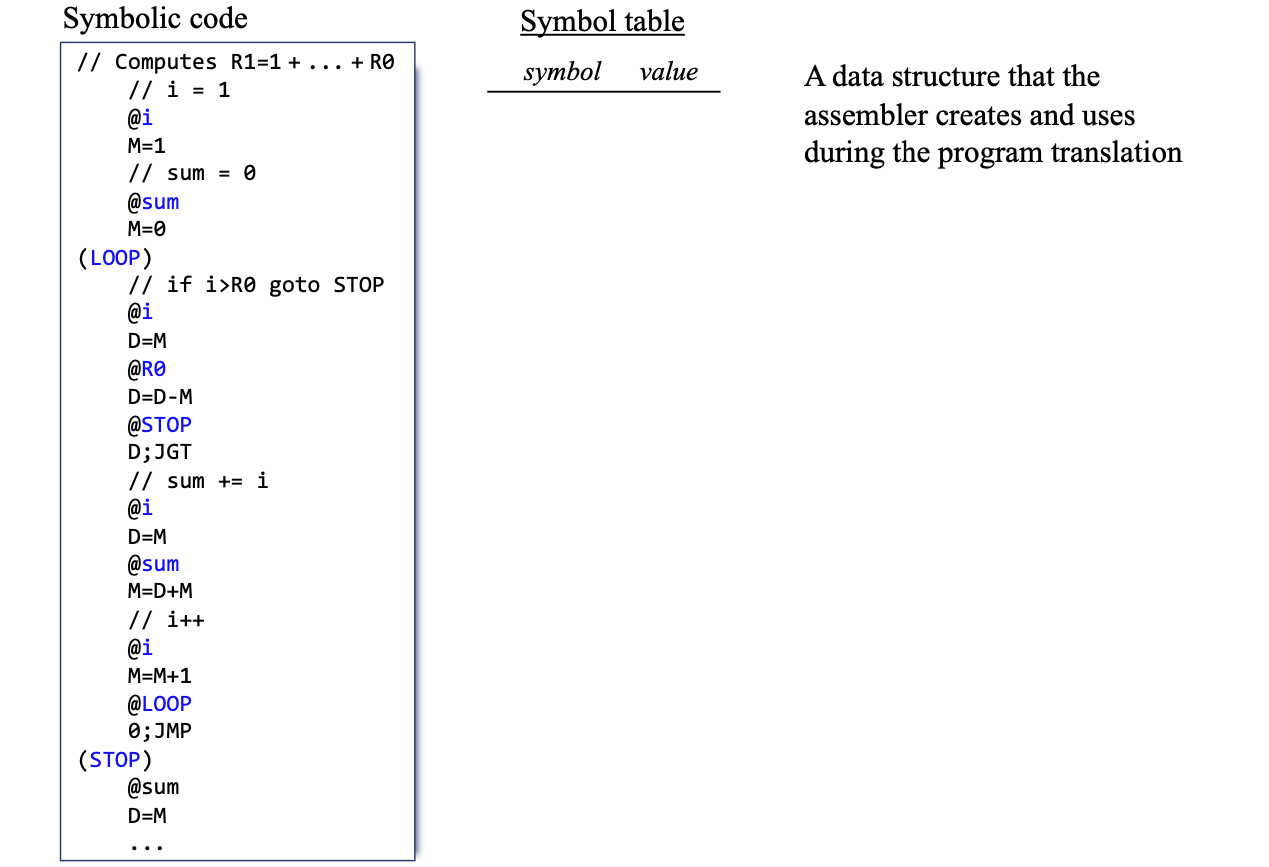 Symbolic code
// Computes R1=1 + ... + R0
// i = 1
@i
M=1
// sum = 0
@sum
M=0
(LOOP)
// if i>R0 goto STOP
@i
D=M
@R0
D=D-M
@STOP
D;JGT
// sum += i
@i
D=M
@sum
M=D+M
// i++
@i
M=M+1
@LOOP
0;JMP
(STOP)
@sum
D=M
...
Symbol table
symbol value
A data structure that the
assembler creates and uses
during the program translation